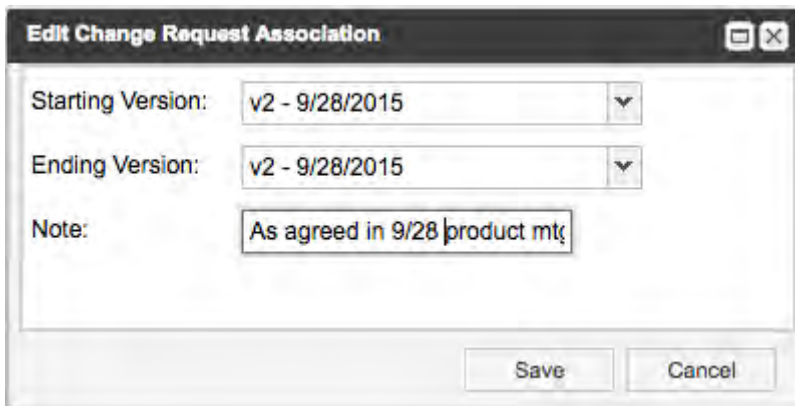 Edit Change Request Association
Starting Version: v2 - 9/28/2015
Ending Version: v2 - 9/28/2015
Note: As agreed in 9/28 product mtg
Save Cancel